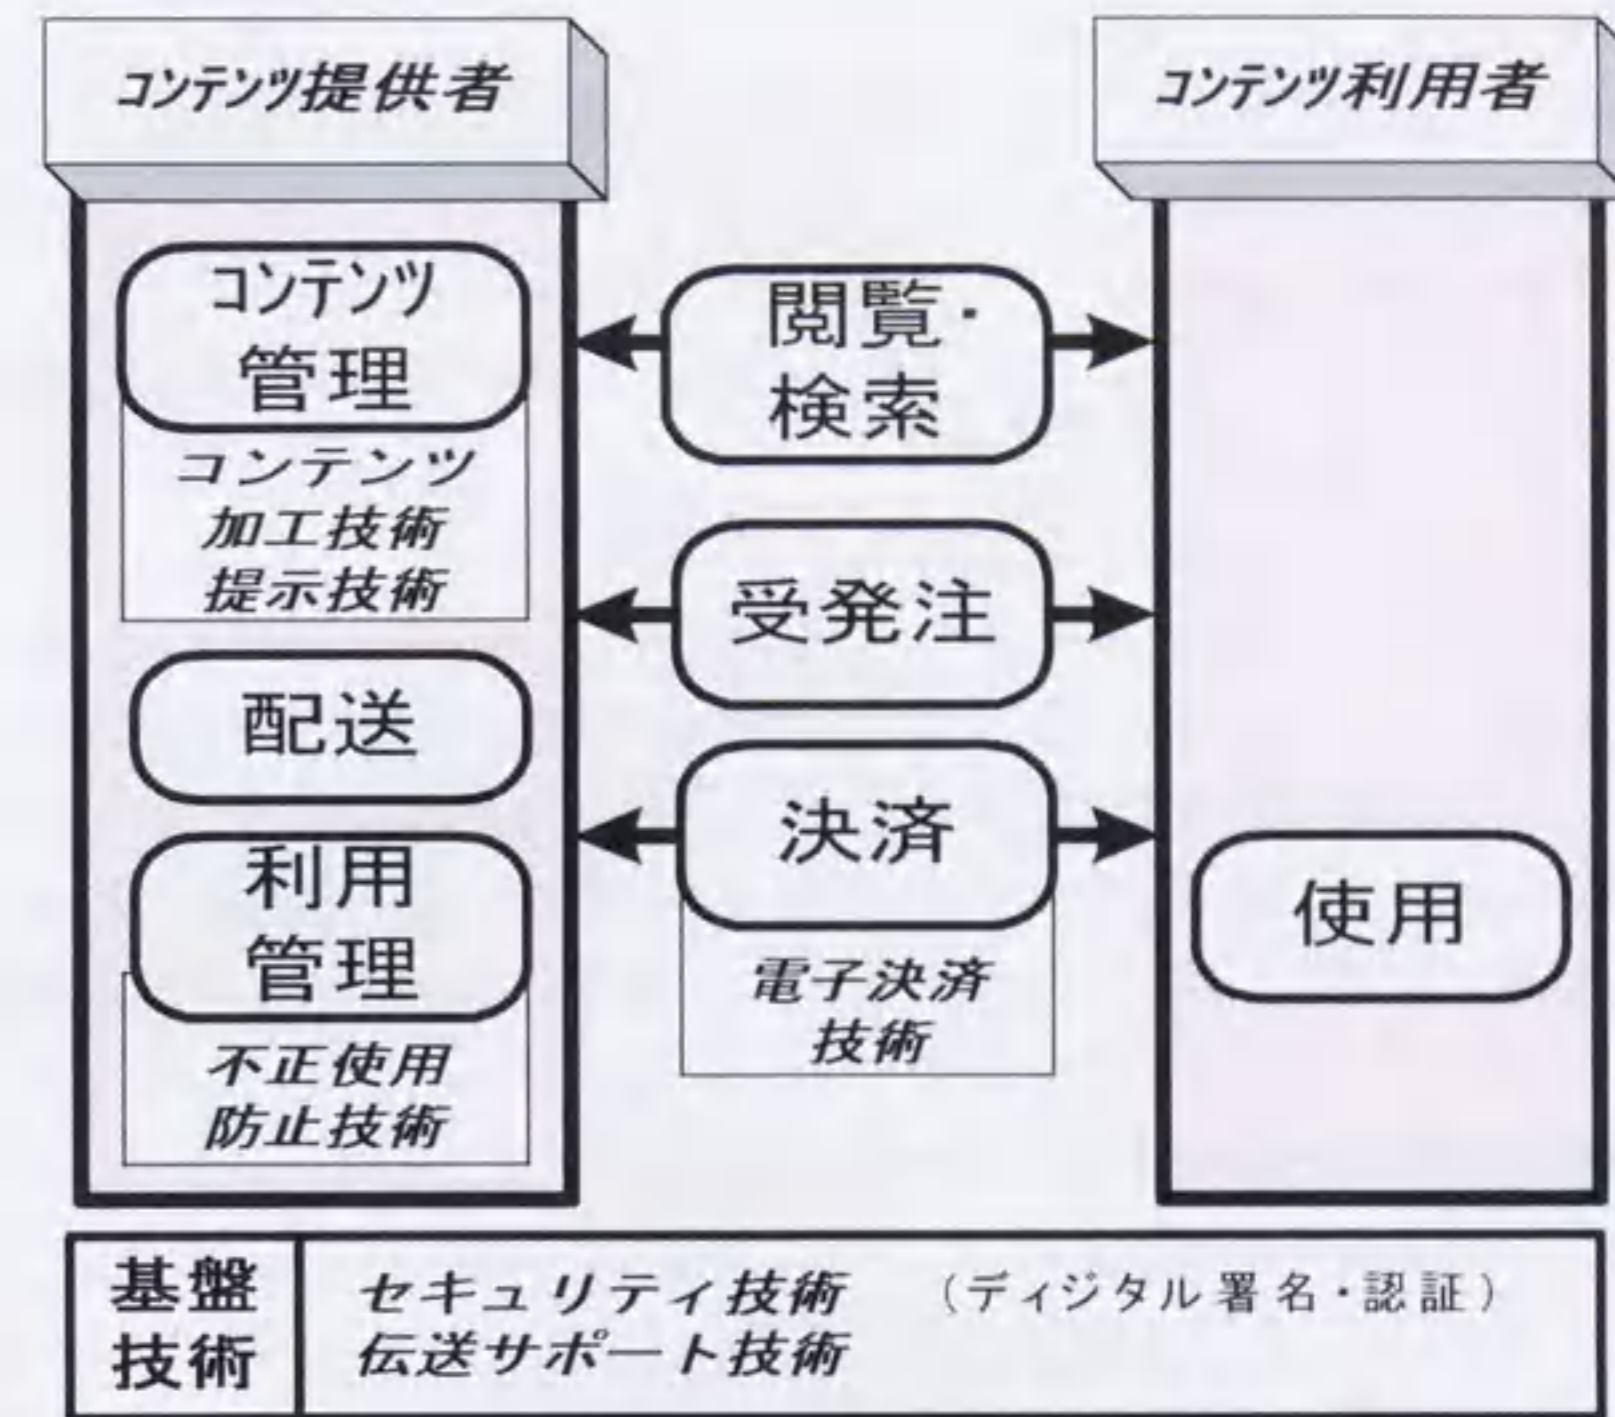 コンテンツ提供者
コンテンツ利用者
コンテンツ
管理
コンテンツ
加工技術
提示技術
配送
利用
管理
不正使用
防止技術
閲覧・
検索
受発注
決済
電子決済
技術
使用
基盤
技術
セキュリティ技術 (ディジタル署名・認証)
伝送サポート技術